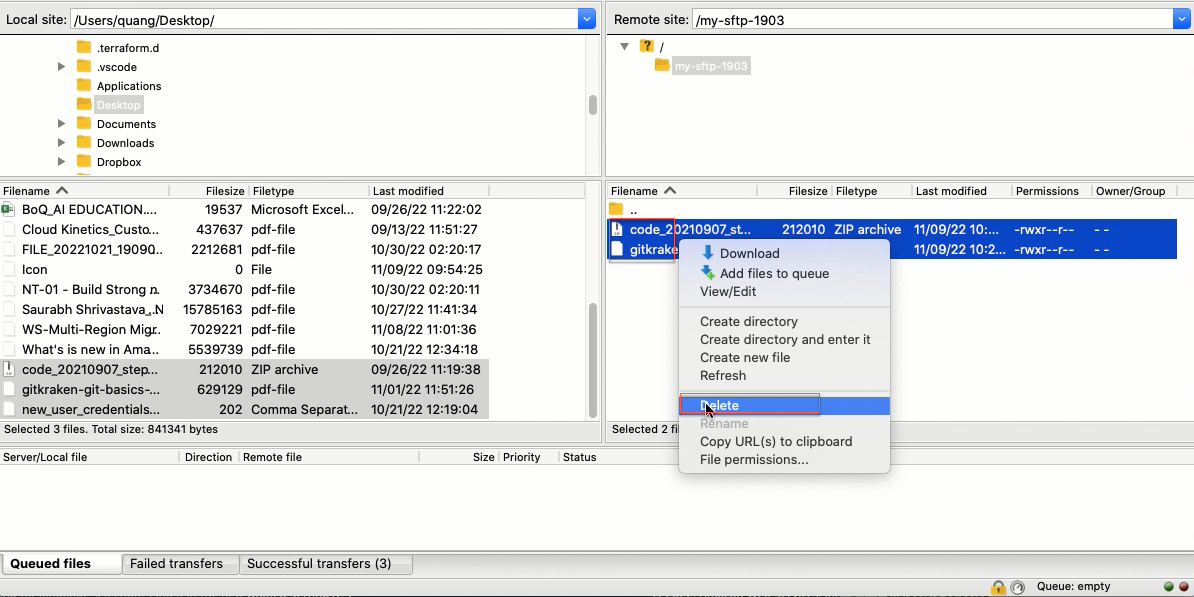 Local site: /Users/quang/Desktop/
Remote site: /my-sftp-1903
.terraform.d
.vscode
Applications
Desktop
Documents
Downloads
Dropbox
/
my-sftp-1903
Filename Filesize Filetype Last modified
BoQ_AI EDUCATION.... 19537 Microsoft Excel... 09/26/22 11:22:02
Cloud Kinetics_Custo... 437637 pdf-file 09/13/22 11:51:27
FILE_20221021_19090... 2212681 pdf-file 10/30/22 02:20:17
Icon 0 File 11/09/22 09:54:25
NT-01 - Build Strong n. 3734670 pdf-file 10/30/22 02:20:11
Saurabh Shrivastava_.N 15785163 pdf-file 10/27/22 11:41:34
WS-Multi-Region Migr.. 7029221 pdf-file 11/08/22 11:01:36
What's is new in Ama... 5539739 pdf-file 10/21/22 12:34:18
code_20210907_step... 212010 ZIP archive 09/26/22 11:19:38
gitkraken-git-basics-... 629129 pdf-file 11/01/22 11:51:26
new_user_credentials... 202 Comma Separat... 10/21/22 12:19:04
Selected 3 files. Total size: 841341 bytes
Filename Filesize Filetype Last modified Permissions Owner/Group
..
code_20210907_st... 212010 ZIP archive 11/09/22 10:... -rwxr--r-- - -
gitkrake 11/09/22 10:2... -rwxr--r-- - -
Selected 2 fi
Download
Add files to queue
View/Edit
Create directory
Create directory and enter it
Create new file
Refresh
Delete
Rename
Copy URL(s) to clipboard
File permissions...
Server/Local file Direction Remote file Size Priority Status
Queued files Failed transfers Successful transfers (3)
Queue: empty